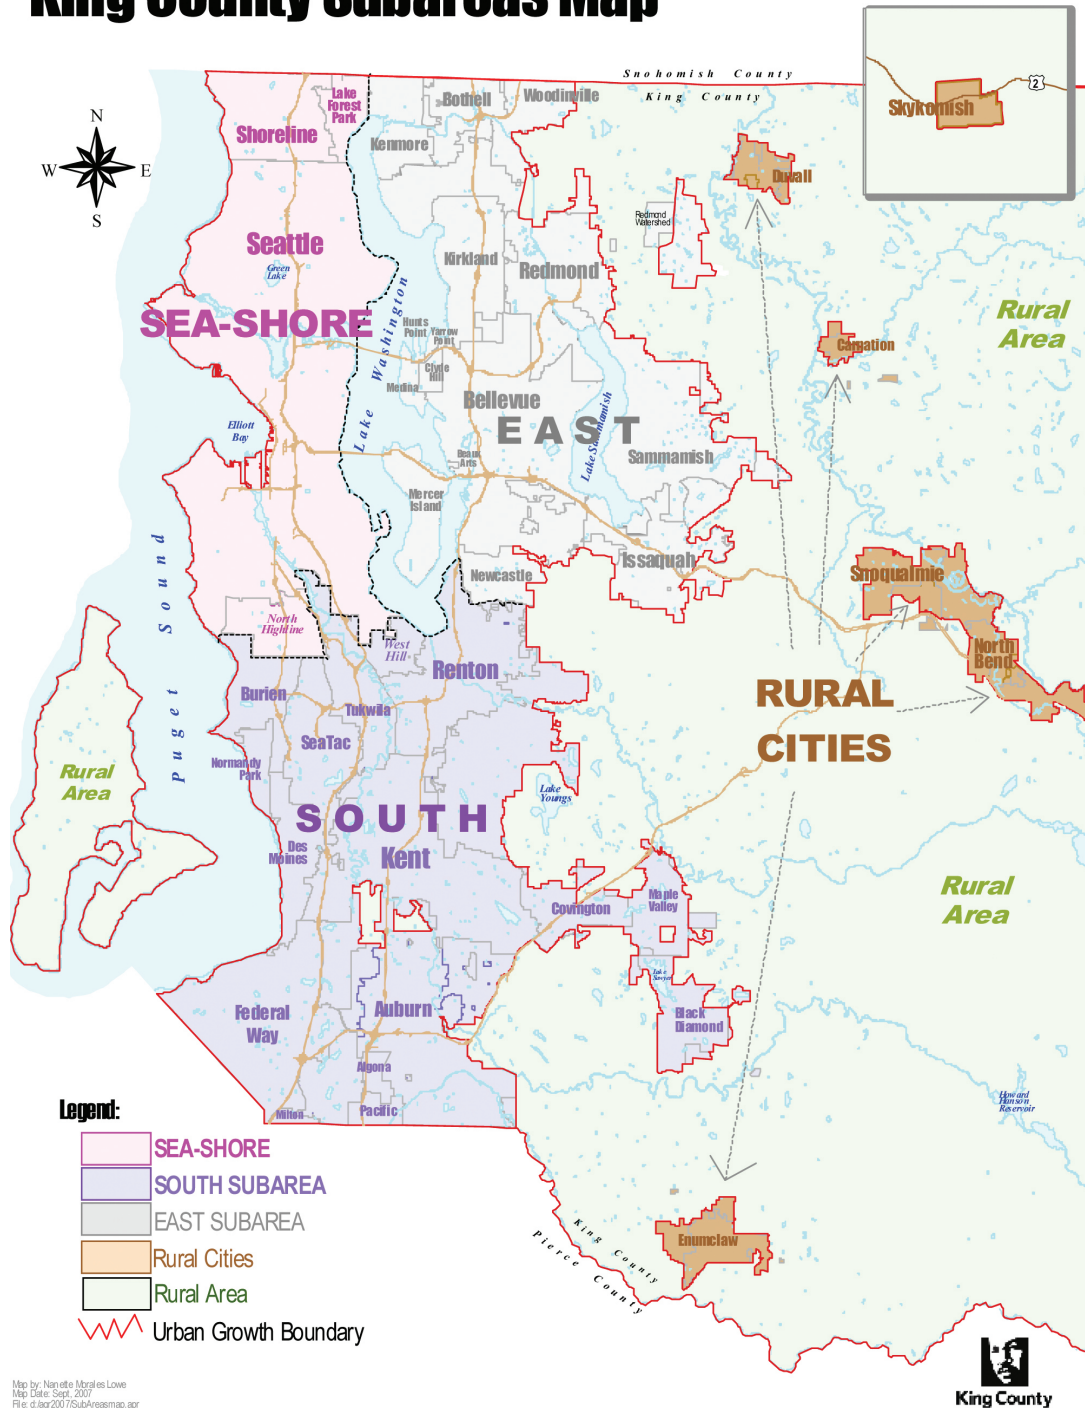 King County Subareas Map
Snohomish County
King County
2
Skykomish
N
W
E
S
Lake
Forest
Park
Shoreline
Bothell
Woodinville
Kenmore
Duvall
Redmond
Watershed
Seattle
Green
Lake
Kirkland
Redmond
Rural
Area
SEA-SHORE
Hunts
Point
Yarrow
Point
Carnation
Lake Washington
Clyde
Hill
Medina
Bellevue
EAST
Lake Sammamish
Elliott
Bay
Beaux
Arts
Sammamish
Mercer
Island
Puget Sound
Issaquah
Newcastle
Snoqualmie
North
Highline
West
Hill
North
Bend
Renton
Burien
RURAL
CITIES
Tukwila
SeaTac
Normandy
Park
Rural
Area
Lake
Youngs
SOUTH
Des
Moines
Kent
Maple
Valley
Covington
Rural
Area
Lake
Sawyer
Federal
Way
Auburn
Black
Diamond
Algona
Howard
Hanson
Reservoir
Milton
Pacific
Legend:
SEA-SHORE
SOUTH SUBAREA
EAST SUBAREA
Rural Cities
Rural Area
Urban Growth Boundary
Enumclaw
King County
Pierce County
Map by: Nanette Morales Lowe
Map Date: Sept, 2007
File: d:/agr2007/SubAreasmap.apr
King County